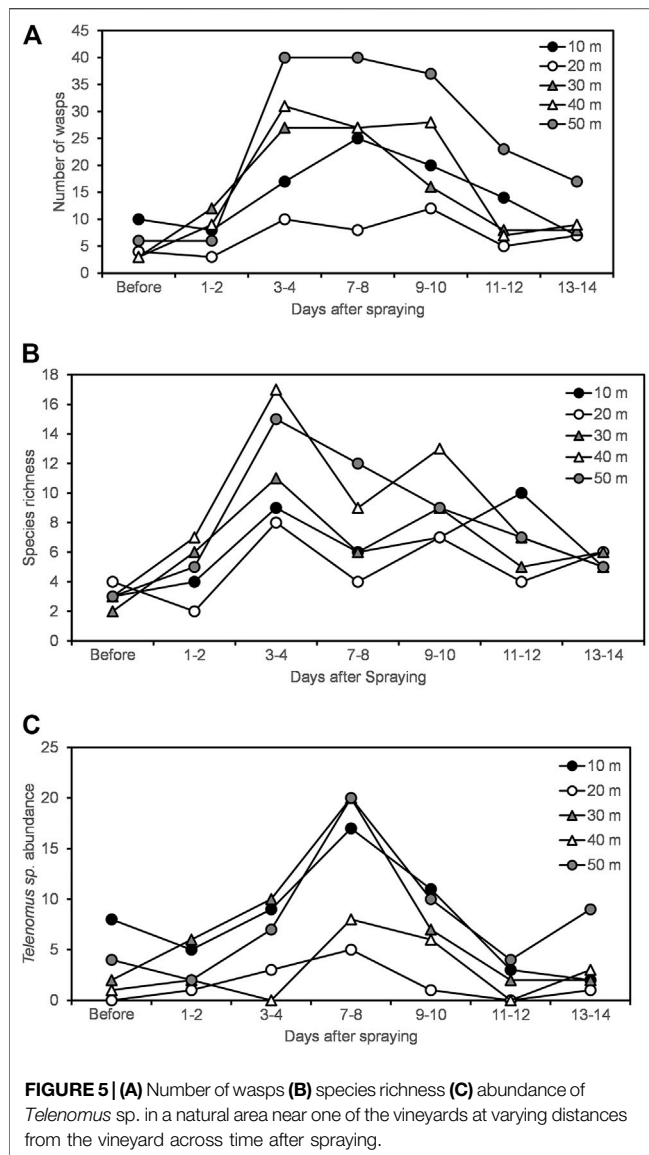 A
Number of wasps
45
40
35
30
25
20
15
10
5
0
10 m
20 m
30 m
40 m
50 m
Before 1-2 3-4 7-8 9-10 11-12 13-14
Days after spraying
B
Species richness
18
16
14
12
10
8
6
4
2
0
10 m
20 m
30 m
40 m
50 m
Before 1-2 3-4 7-8 9-10 11-12 13-14
Days after Spraying
C
Telenomus sp. abundance
25
20
15
10
5
0
10 m
20 m
30 m
40 m
50 m
Before 1-2 3-4 7-8 9-10 11-12 13-14
Days after spraying
FIGURE 5 | (A) Number of wasps (B) species richness (C) abundance of
Telenomus sp. in a natural area near one of the vineyards at varying distances
from the vineyard across time after spraying.